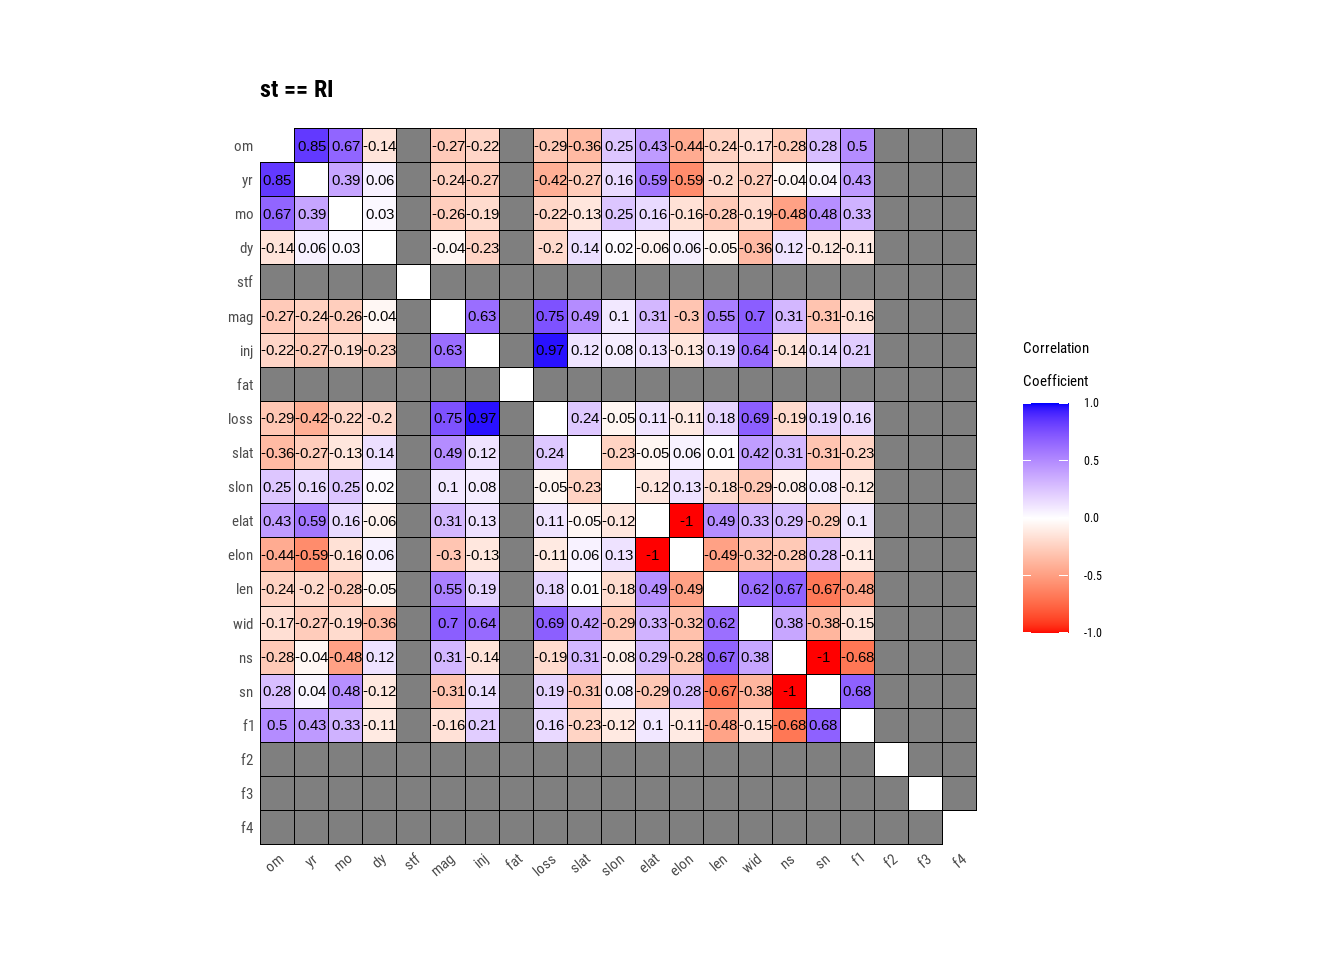 st == RI
om 0.85 0.67 -0.14 -0.27 -0.22 -0.29 -0.36 0.25 0.43 -0.44 -0.24 -0.17 -0.28 0.28 0.5
yr 0.85 0.39 0.06 -0.24 -0.27 -0.42 -0.27 0.16 0.59 -0.59 -0.2 -0.27 -0.04 0.04 0.43
mo 0.67 0.39 0.03 -0.26 -0.19 -0.22 -0.13 0.25 0.16 -0.16 -0.28 -0.19 -0.48 0.48 0.33
dy -0.14 0.06 0.03 -0.04 -0.23 -0.2 0.14 0.02 -0.06 0.06 -0.05 -0.36 0.12 -0.12 -0.11
stf
mag -0.27 -0.24 -0.26 -0.04 0.63 0.75 0.49 0.1 0.31 -0.3 0.55 0.7 0.31 -0.31 -0.16
inj -0.22 -0.27 -0.19 -0.23 0.63 0.97 0.12 0.08 0.13 -0.13 0.19 0.64 -0.14 0.14 0.21
fat
loss -0.29 -0.42 -0.22 -0.2 0.75 0.97 0.24 -0.05 0.11 -0.11 0.18 0.69 -0.19 0.19 0.16
slat -0.36 -0.27 -0.13 0.14 0.49 0.12 0.24 -0.23 -0.05 0.06 0.01 0.42 0.31 -0.31 -0.23
slon 0.25 0.16 0.25 0.02 0.1 0.08 -0.05 -0.23 -0.12 0.13 -0.18 -0.29 -0.08 0.08 -0.12
elat 0.43 0.59 0.16 -0.06 0.31 0.13 0.11 -0.05 -0.12 -1 0.49 0.33 0.29 -0.29 0.1
elon -0.44 -0.59 -0.16 0.06 -0.3 -0.13 -0.11 0.06 0.13 -1 -0.49 -0.32 -0.28 0.28 -0.11
len -0.24 -0.2 -0.28 -0.05 0.55 0.19 0.18 0.01 -0.18 0.49 -0.49 0.62 0.67 -0.67 -0.48
wid -0.17 -0.27 -0.19 -0.36 0.7 0.64 0.69 0.42 -0.29 0.33 -0.32 0.62 0.38 -0.38 -0.15
ns -0.28 -0.04 -0.48 0.12 0.31 -0.14 -0.19 0.31 -0.08 0.29 -0.28 0.67 0.38 -1 -0.68
sn 0.28 0.04 0.48 -0.12 -0.31 0.14 0.19 -0.31 0.08 -0.29 0.28 -0.67 -0.38 -1 0.68
f1 0.5 0.43 0.33 -0.11 -0.16 0.21 0.16 -0.23 -0.12 0.1 -0.11 -0.48 -0.15 -0.68 0.68
f2
f3
f4
om yr mo dy stf mag inj fat loss slat slon elat elon len wid ns sn f1 f2 f3 f4
Correlation
Coefficient
1.0
0.5
0.0
-0.5
-1.0